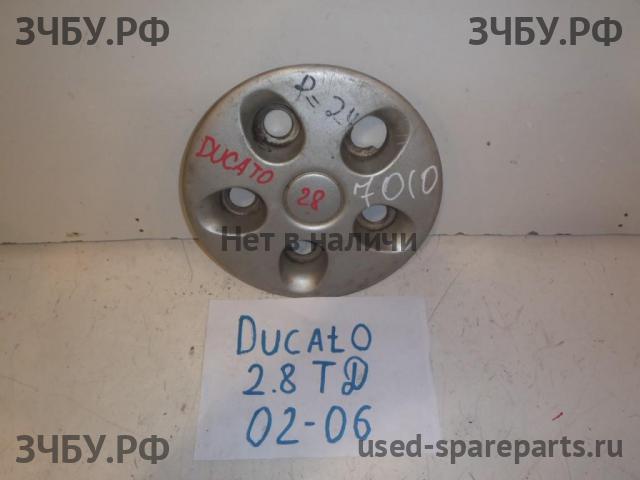 ЗЧБУ.РФ
ЗЧБУ.РФ
P=24
DUCATO
28
Нет в наличи
DUCATO
2.8 TD
02-06
ЗЧБУ.РФ
used-spareparts.ru